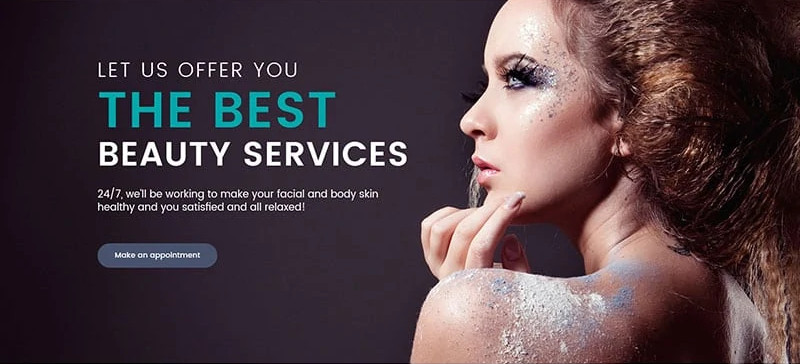 LET US OFFER YOU
THE BEST
BEAUTY SERVICES
24/7, we'll be working to make your facial and body skin
healthy and you satisfied and all relaxed!
Make an appointment